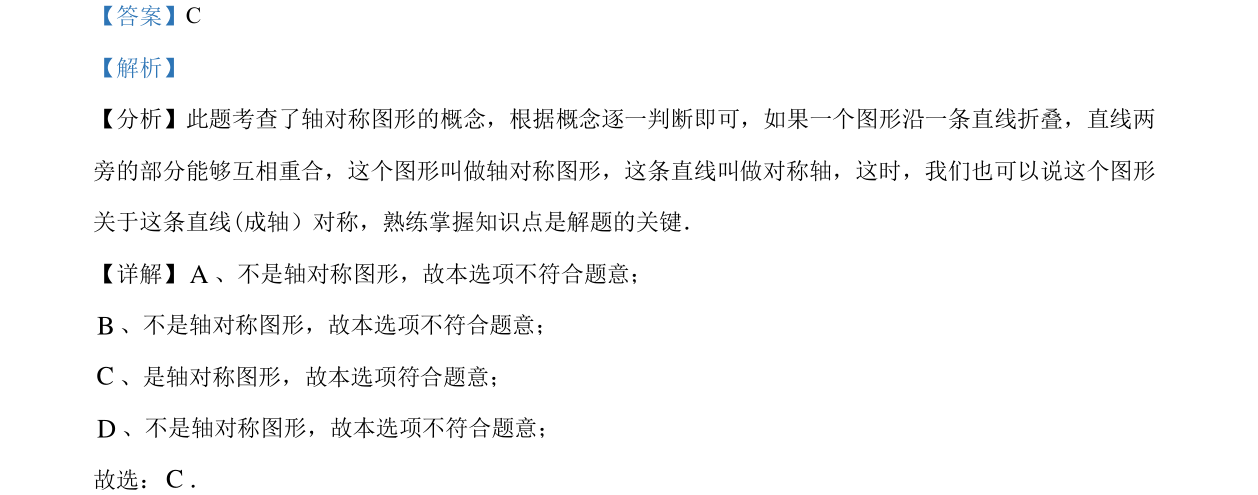 【答案】C
【解析】
【分析】此题考查了轴对称图形的概念，根据概念逐一判断即可，如果一个图形沿一条直线折叠，直线两
旁的部分能够互相重合，这个图形叫做轴对称图形，这条直线叫做对称轴，这时，我们也可以说这个图形
关于这条直线(成轴）对称，熟练掌握知识点是解题的关键．
【详解】A、不是轴对称图形，故本选项不符合题意；
B、不是轴对称图形，故本选项不符合题意；
C、是轴对称图形，故本选项符合题意；
D、不是轴对称图形，故本选项不符合题意；
故选：C．